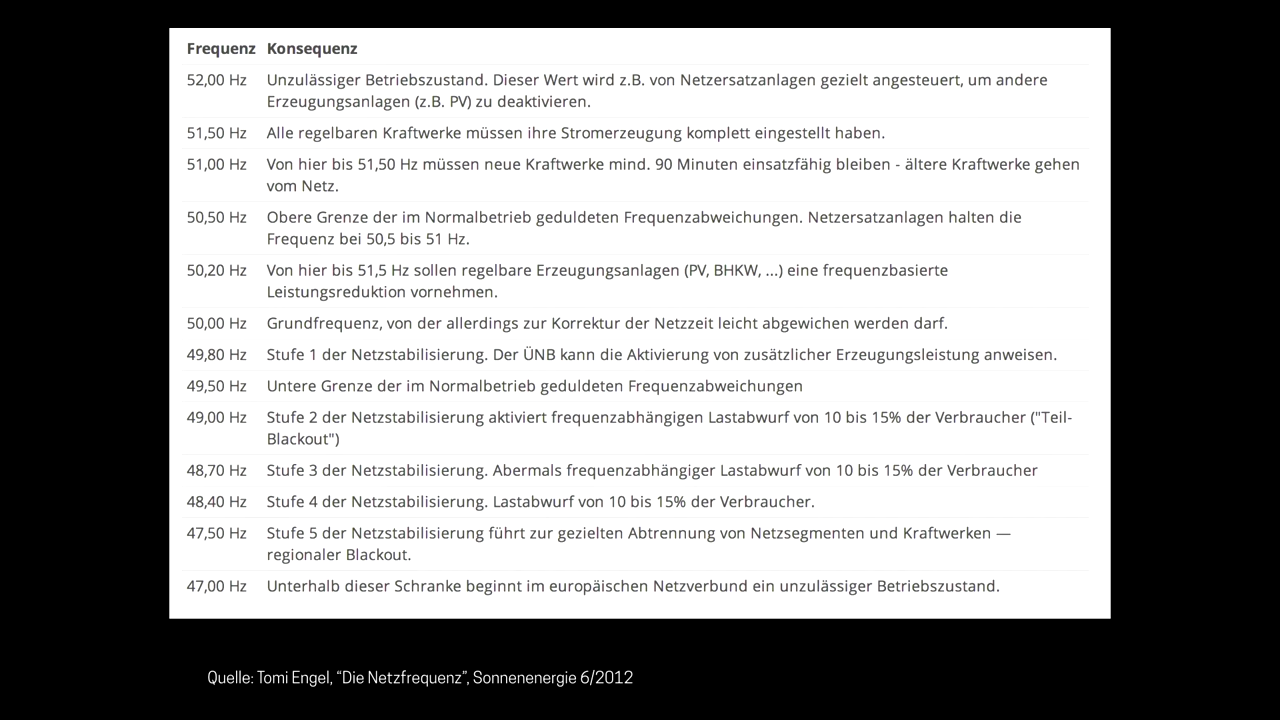 Frequenz Konsequenz
52,00 Hz Unzulässiger Betriebszustand. Dieser Wert wird z.B. von Netzersatzanlagen gezielt angesteuert, um andere
Erzeugungsanlagen (z.B. PV) zu deaktivieren.
51,50 Hz Alle regelbaren Kraftwerke müssen ihre Stromerzeugung komplett eingestellt haben.
51,00 Hz Von hier bis 51,50 Hz müssen neue Kraftwerke mind. 90 Minuten einsatzfähig bleiben - ältere Kraftwerke gehen
vom Netz.
50,50 Hz Obere Grenze der im Normalbetrieb geduldeten Frequenzabweichungen. Netzersatzanlagen halten die
Frequenz bei 50,5 bis 51 Hz.
50,20 Hz Von hier bis 51,5 Hz sollen regelbare Erzeugungsanlagen (PV, BHKW, ...) eine frequenzbasierte
Leistungsreduktion vornehmen.
50,00 Hz Grundfrequenz, von der allerdings zur Korrektur der Netzzeit leicht abgewichen werden darf.
49,80 Hz Stufe 1 der Netzstabilisierung. Der ÜNB kann die Aktivierung von zusätzlicher Erzeugungsleistung anweisen.
49,50 Hz Untere Grenze der im Normalbetrieb geduldeten Frequenzabweichungen
49,00 Hz Stufe 2 der Netzstabilisierung aktiviert frequenzabhängigen Lastabwurf von 10 bis 15% der Verbraucher ("Teil-
Blackout")
48,70 Hz Stufe 3 der Netzstabilisierung. Abermals frequenzabhängiger Lastabwurf von 10 bis 15% der Verbraucher
48,40 Hz Stufe 4 der Netzstabilisierung. Lastabwurf von 10 bis 15% der Verbraucher.
47,50 Hz Stufe 5 der Netzstabilisierung führt zur gezielten Abtrennung von Netzsegmenten und Kraftwerken —
regionaler Blackout.
47,00 Hz Unterhalb dieser Schranke beginnt im europäischen Netzverbund ein unzulässiger Betriebszustand.
Quelle: Tomi Engel, “Die Netzfrequenz”, Sonnenenergie 6/2012